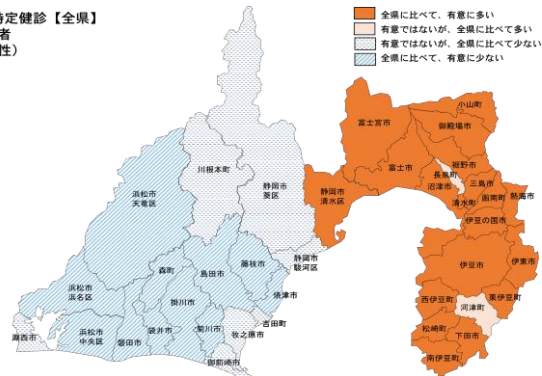 特定健診【全県】
者
性）
全県に比べて、有意に多い
有意ではないが、全県に比べて多い
有意ではないが、全県に比べて少ない
全県に比べて、有意に少ない
小山町
富士宮市
御殿場市
裾野市
富士市
長泉町
川根本町
沼津市
三島市
浜松市
天竜区
静岡市
葵区
静岡市
清水区
清水町
函南町
熱海市
伊豆の国市
静岡市
駿河区
森町
島田市
藤枝市
伊豆市
伊東市
浜松市
浜名区
掛川市
焼津市
西伊豆町
東伊豆町
河津町
湖西市
浜松市
中央区
磐田市
袋井市
菊川市
吉田町
牧之原市
松崎町
下田市
御前崎市
南伊豆町